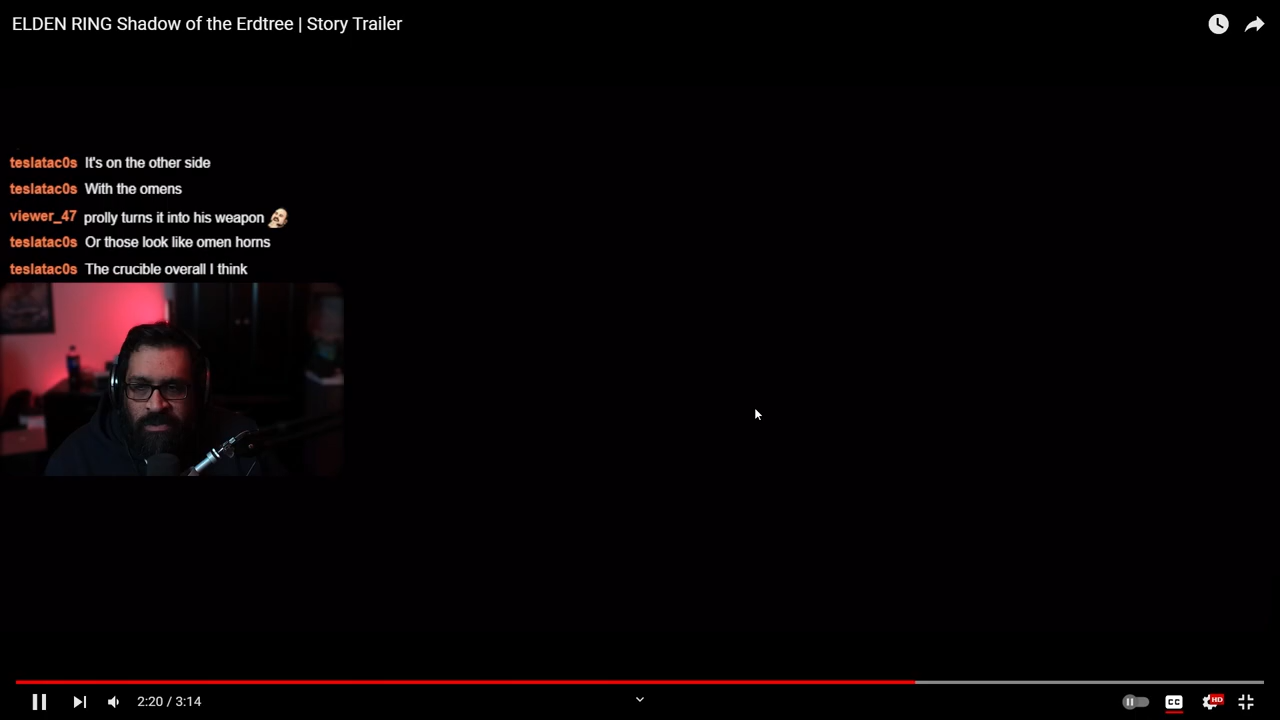 ELDEN RING Shadow of the Erdtree | Story Trailer
teslatac0s It's on the other side
teslatac0s With the omens
viewer_47 prolly turns it into his weapon
teslatac0s Or those look like omen horns
teslatac0s The crucible overall I think
2:20 / 3:14
CC
HD